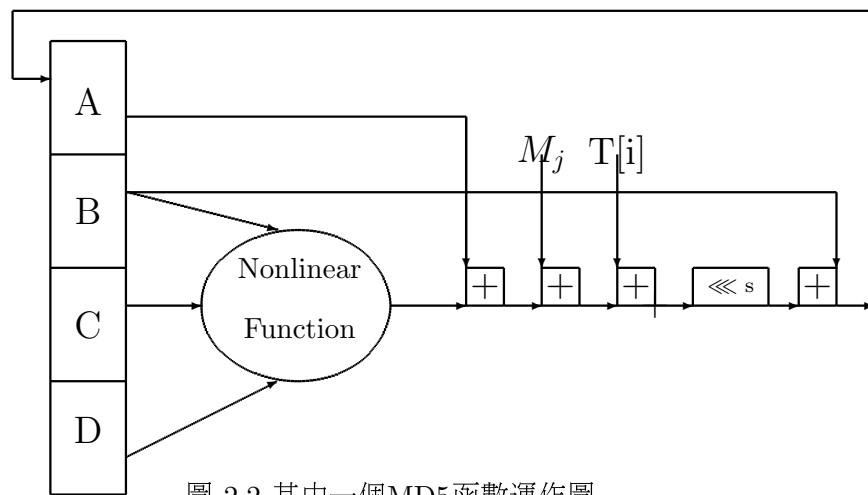 A
B
C
D
Nonlinear
Function
M_j T[i]
+ + + ⋘ s +
圖 2.2 其中一個MD5函數運作圖